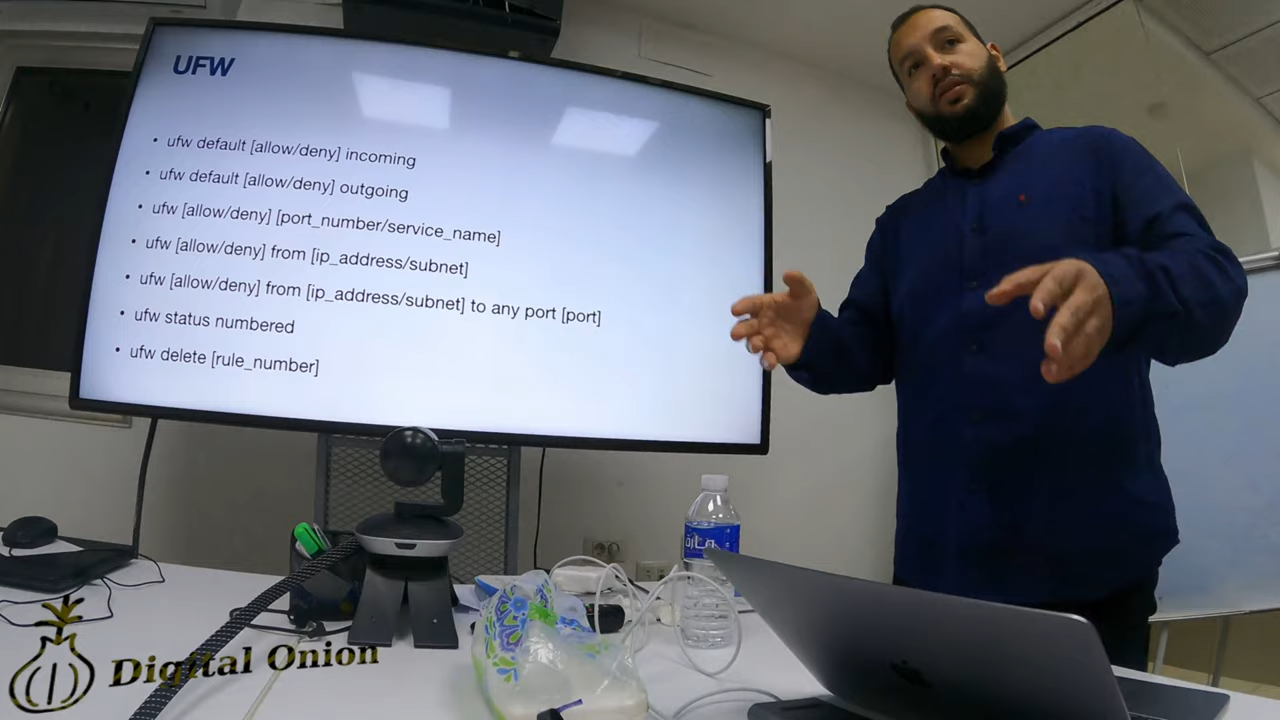 UFW
• ufw default [allow/deny] incoming
• ufw default [allow/deny] outgoing
• ufw [allow/deny] [port_number/service_name]
• ufw [allow/deny] from [ip_address/subnet]
• ufw [allow/deny] from [ip_address/subnet] to any port [port]
• ufw status numbered
• ufw delete [rule_number]
Digital Onion